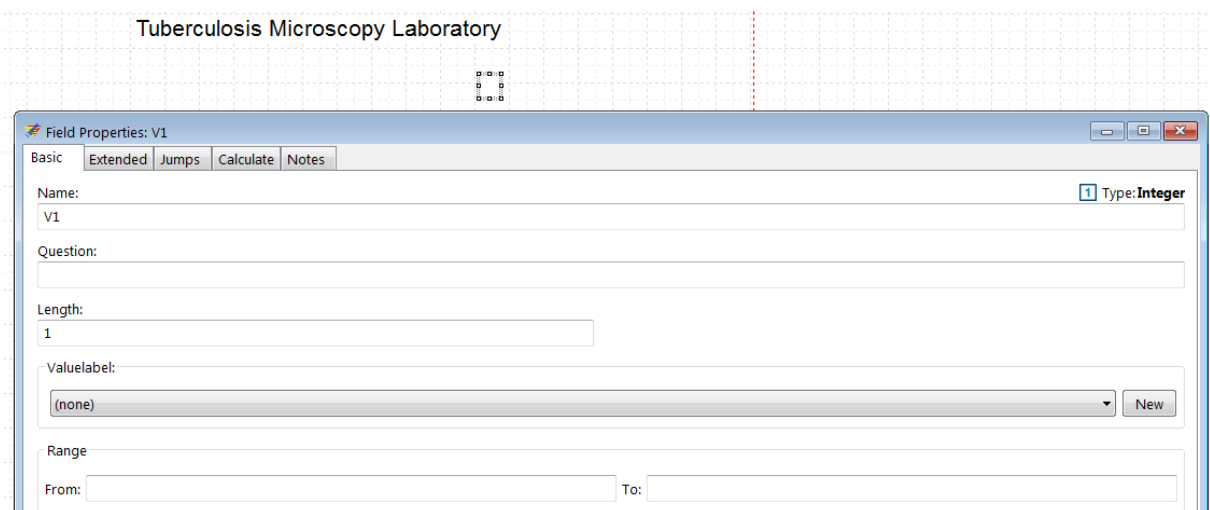 Tuberculosis Microscopy Laboratory
Field Properties: V1
Basic Extended Jumps Calculate Notes
Name: 1 Type:Integer
V1
Question:
Length:
1
Valuelabel:
(none) New
Range
From: To: